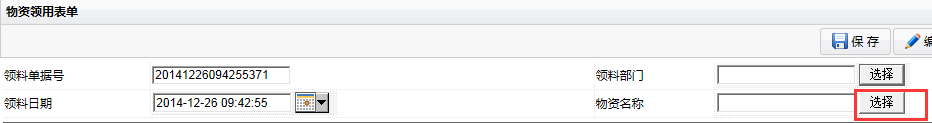 物资领用表单
保 存 编
领料单据号 20141226094255371 领料部门 选择
领料日期 2014-12-26 09:42:55 物资名称 选择